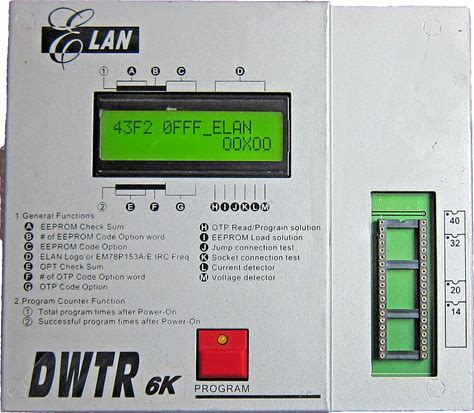 ELAN
① A B C D
43F2 0FFF_ELAN
00X00
② E F G H I J K L M
1.General Functions
A EEPROM Check Sum
B # of EEPROM Code Option word
C EEPROM Code Option
D ELAN Logo or EM78P153A/E IRC Freq
E OPT Check Sum
F # of OTP Code Option word
G OTP Code Option
H OTP Read/Program solution
I EEPROM Load solution
J Jump connection test
K Socket connection test
L Current detector
M Voltage detector
2.Program Counter Function
① Total program times after Power-On
② Successful program times after Power-On
DWTR 6K
PROGRAM
40
32
20
14